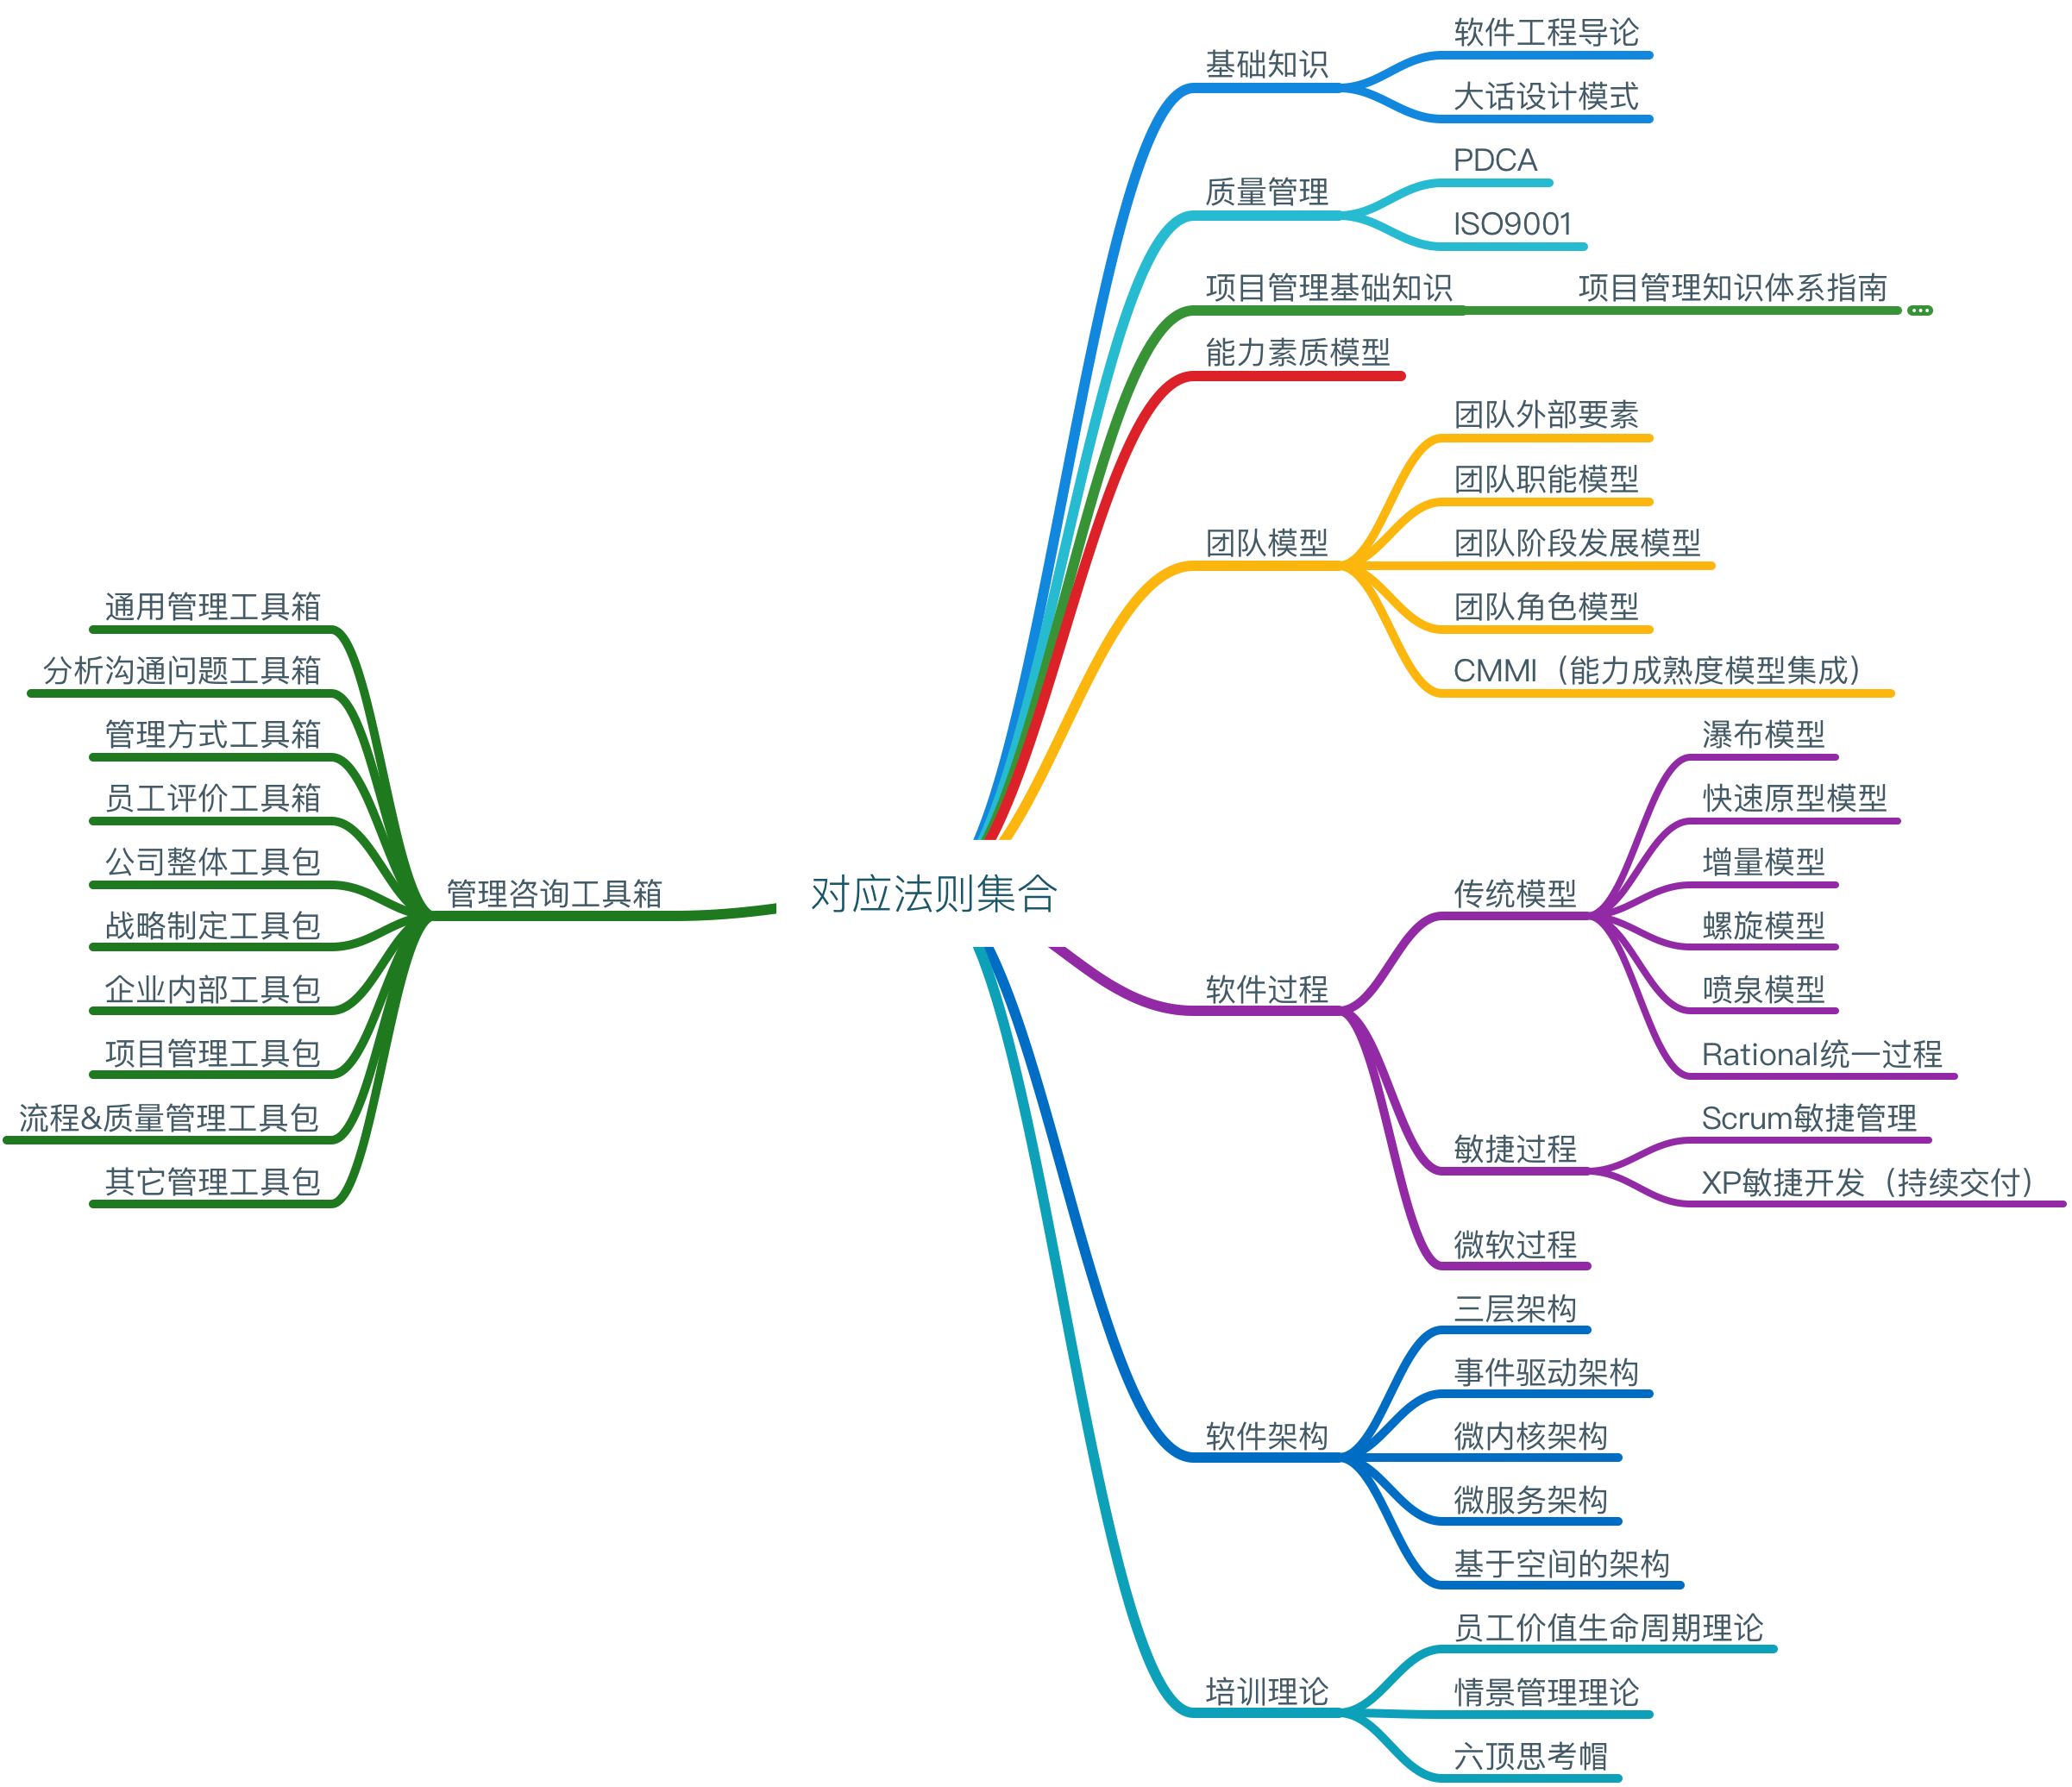 对应法则集合
基础知识
软件工程导论
大话设计模式
质量管理
PDCA
ISO9001
项目管理基础知识
项目管理知识体系指南
能力素质模型
团队模型
团队外部要素
团队职能模型
团队阶段发展模型
团队角色模型
CMMI（能力成熟度模型集成）
软件过程
传统模型
瀑布模型
快速原型模型
增量模型
螺旋模型
喷泉模型
Rational统一过程
敏捷过程
Scrum敏捷管理
XP敏捷开发（持续交付）
微软过程
软件架构
三层架构
事件驱动架构
微内核架构
微服务架构
基于空间的架构
培训理论
员工价值生命周期理论
情景管理理论
六顶思考帽
管理咨询工具箱
通用管理工具箱
分析沟通问题工具箱
管理方式工具箱
员工评价工具箱
公司整体工具包
战略制定工具包
企业内部工具包
项目管理工具包
流程&质量管理工具包
其它管理工具包